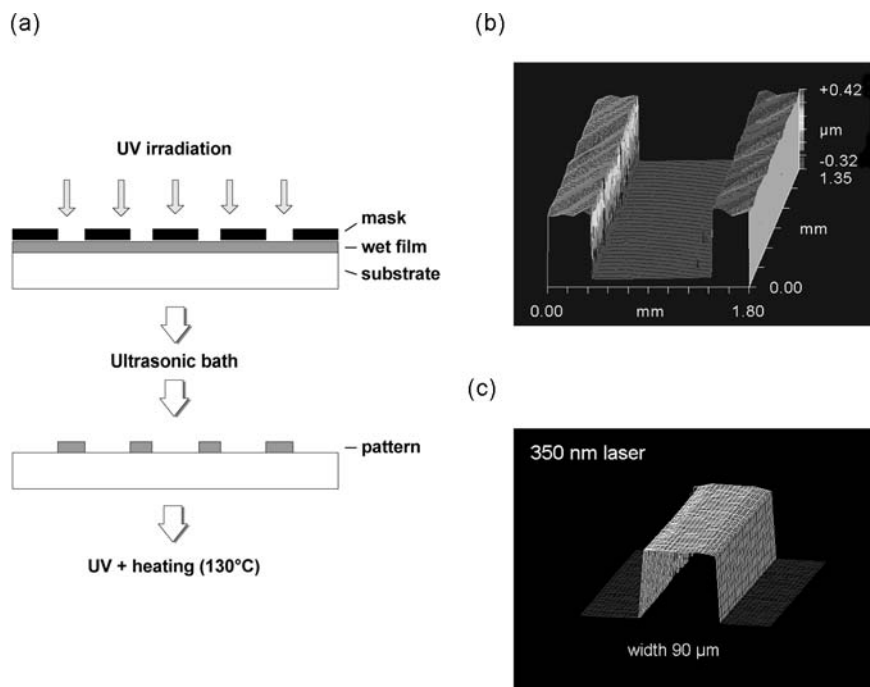 (a)
UV irradiation
mask
wet film
substrate
Ultrasonic bath
pattern
UV + heating (130°C)
(b)
+0.42
µm
-0.32
1.35
mm
0.00
0.00 mm 1.80
(c)
350 nm laser
width 90 µm